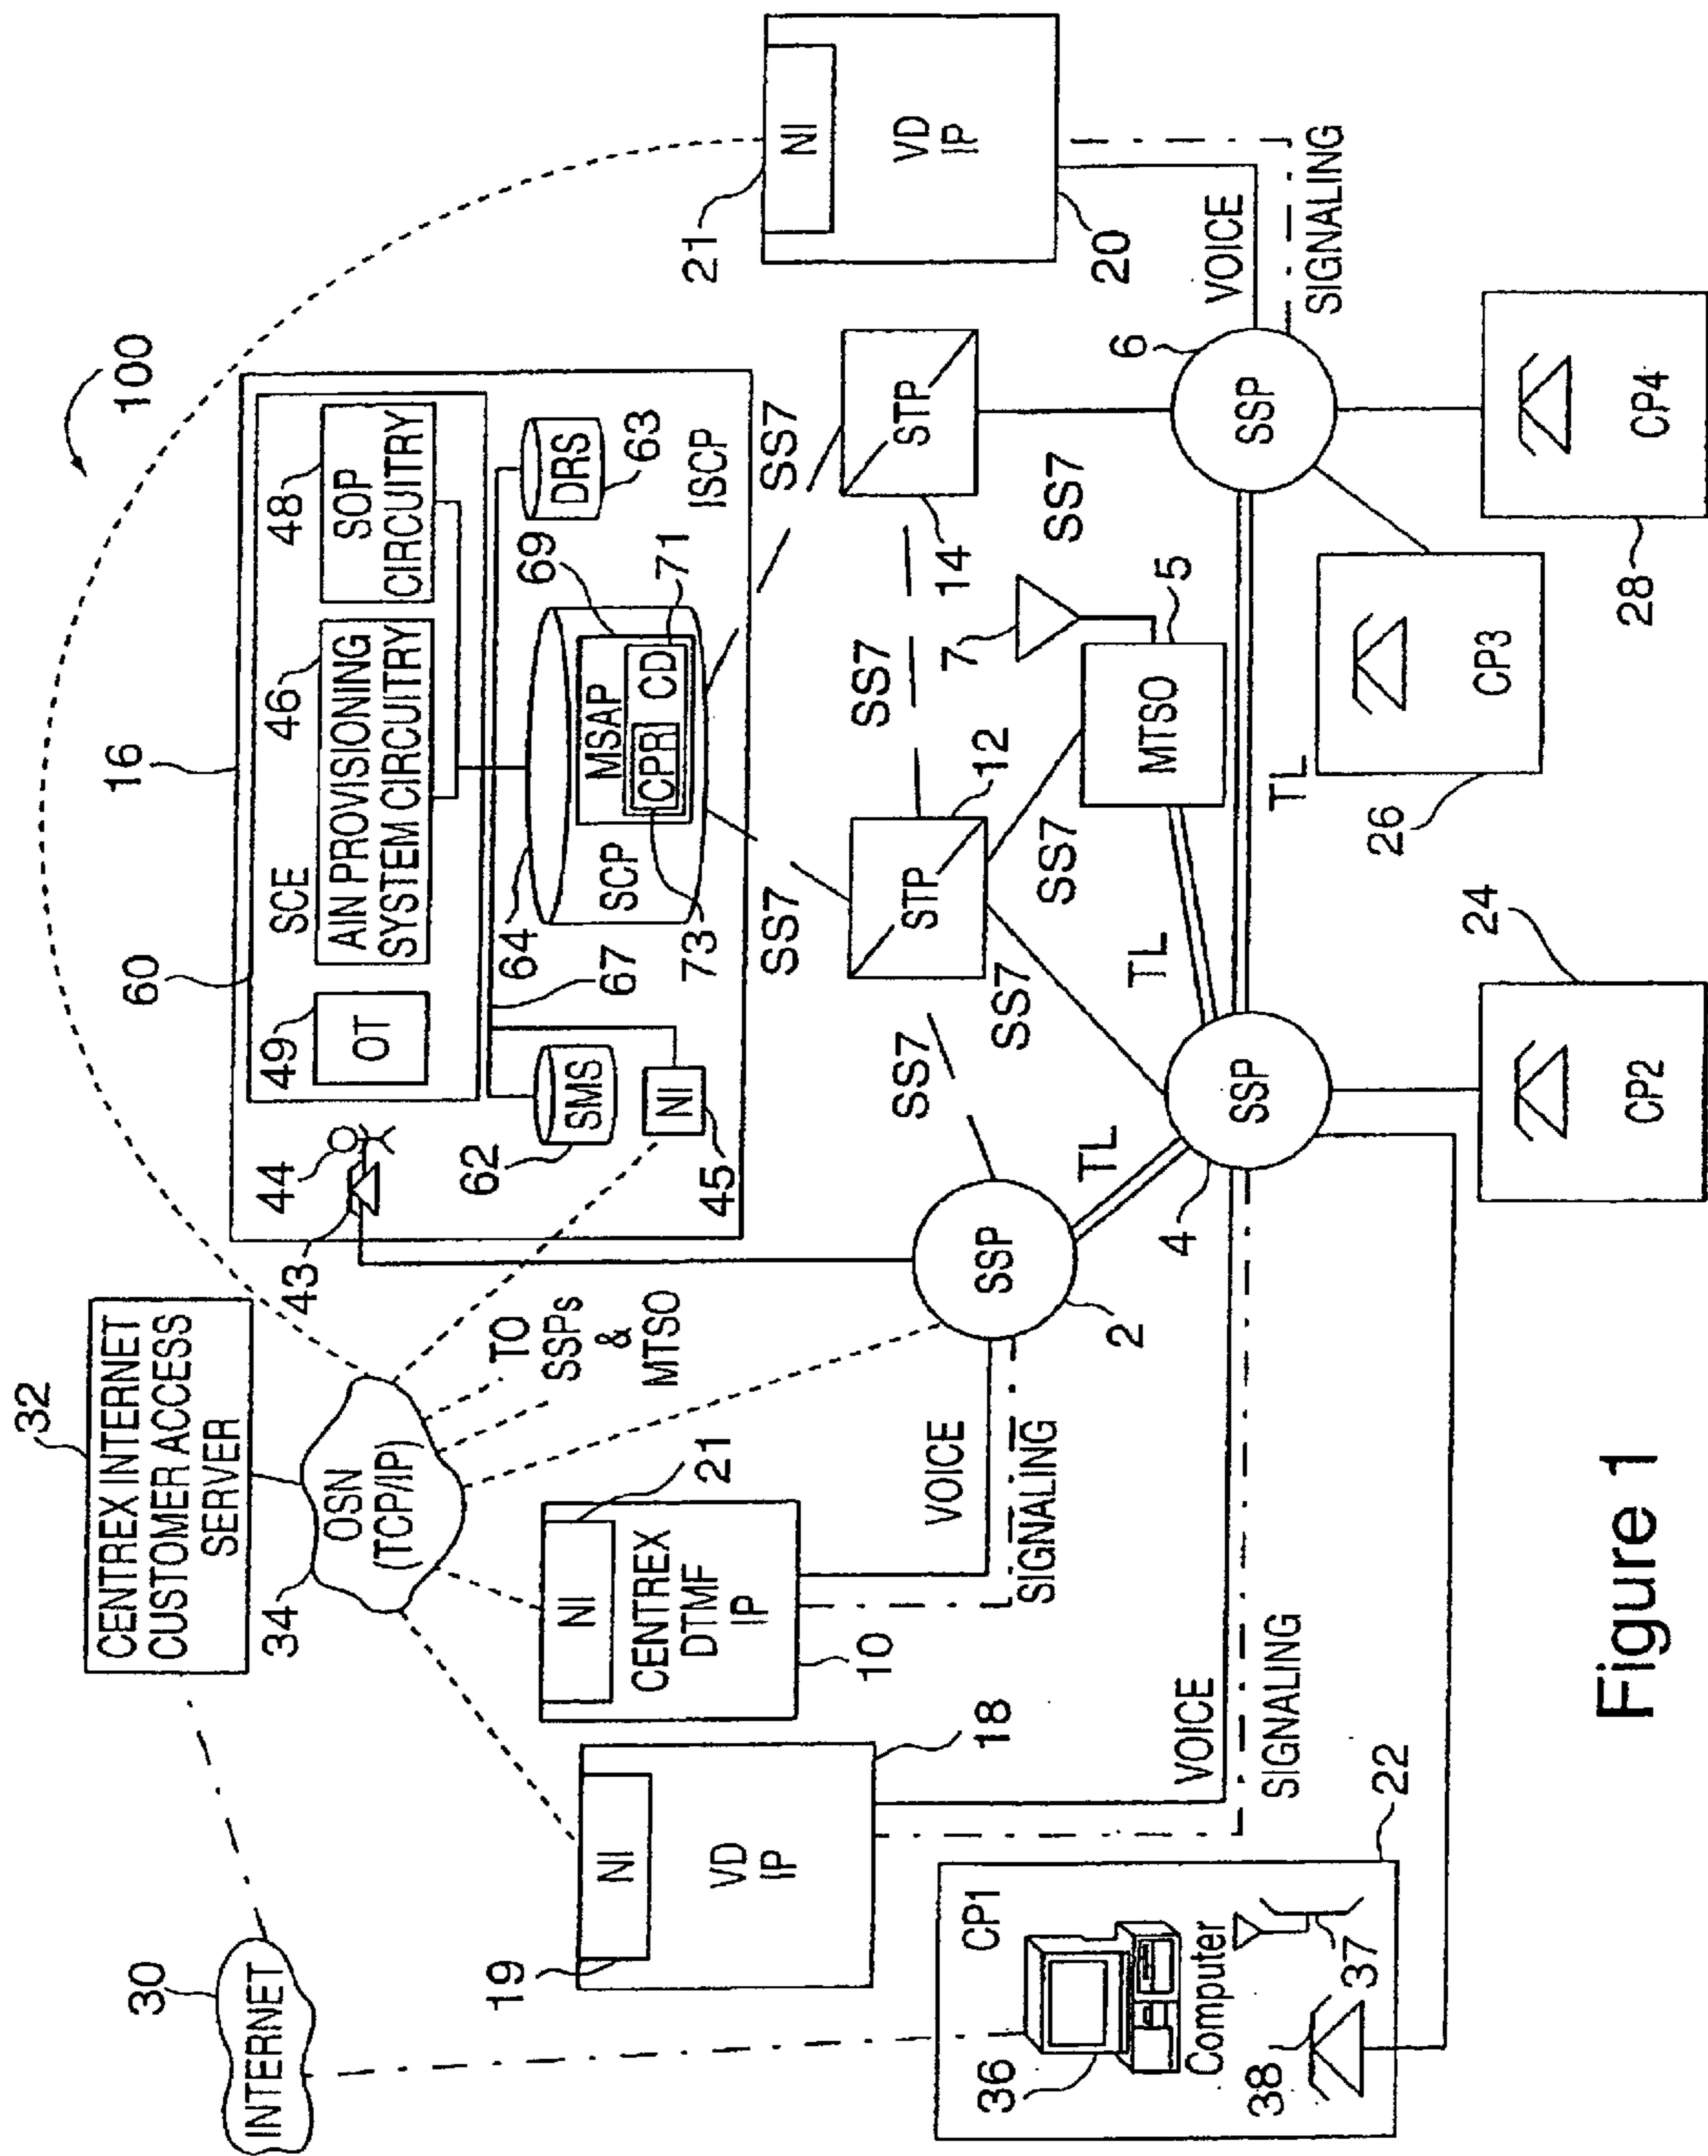 100
32
CENTREX INTERNET
CUSTOMER ACCESS
SERVER
30
INTERNET
34
OSN
(TCP/IP)
TO
SSPs
&
MTSO
16
60
SCE
49
OT
46
AIN PROVISIONING
SYSTEM CIRCUITRY
48
SOP
CIRCUITRY
44
43
62
SMS
NI
45
67
64
SCP
MSAP
CPR
CD
69
71
73
DRS
63
ISCP
21
NI
VD
IP
20
VOICE
SIGNALING
19
NI
VD
IP
18
VOICE
SIGNALING
21
NI
CENTREX
DTMF
IP
10
VOICE
SIGNALING
SS7
SS7
STP
12
STP
14
SS7
SS7
SS7
SS7
SS7
SSP
2
TL
SSP
4
TL
MTSO
5
7
TL
SSP
6
CP1
36
Computer
37
38
22
CP2
24
CP3
26
CP4
28
Figure 1